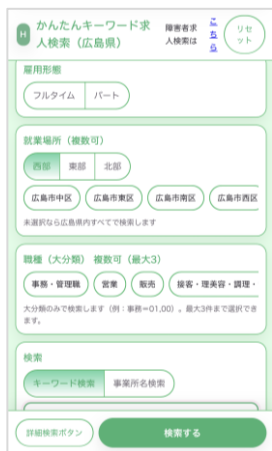 H
かんたんキーワード求
人検索（広島県）
障害者求
人検索は
こ
ち
ら
リセ
ット
雇用形態
フルタイム
パート
就業場所（複数可）
西部
東部
北部
広島市中区
広島市東区
広島市南区
広島市西区
未選択なら広島県内すべてで検索します
職種（大分類） 複数可（最大3）
事務・管理職
営業
販売
接客・理美容・調理・
大分類のみで検索します（例：事務=01,00）。最大3件まで選択でき
ます。
検索
キーワード検索
事業所名検索
詳細検索ボタン
検索する